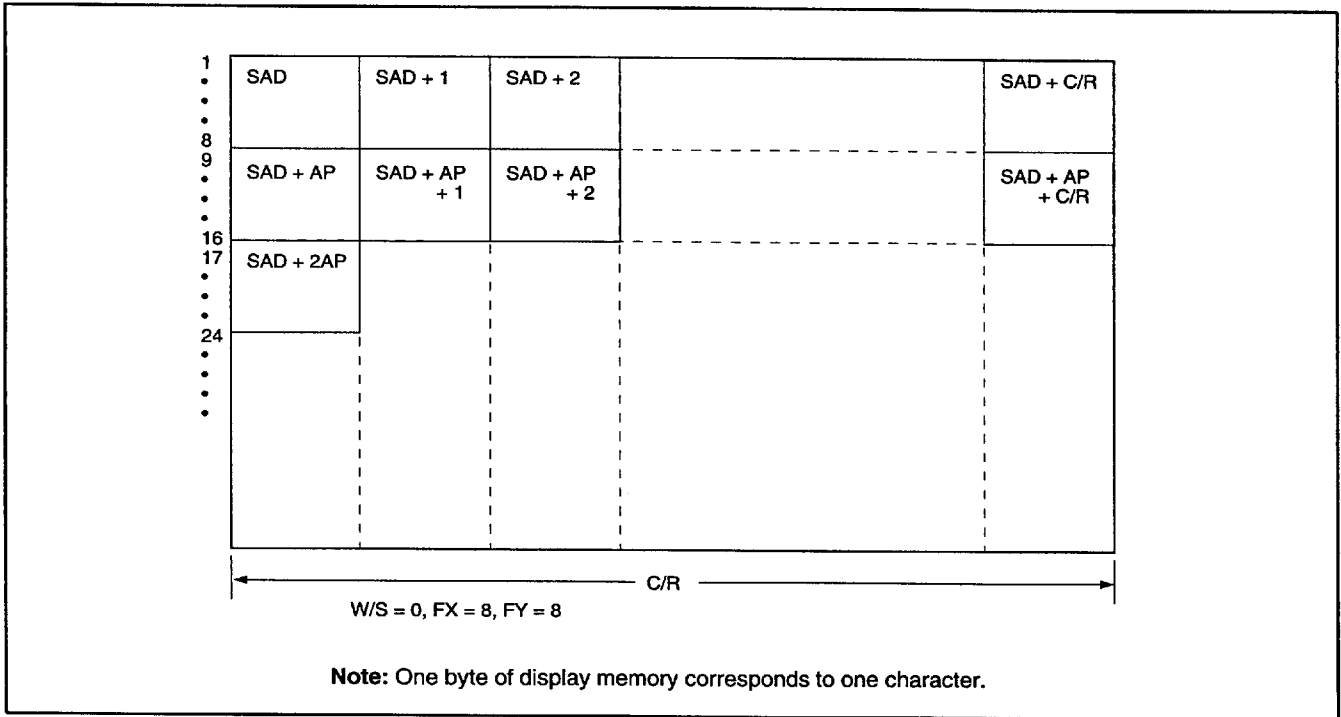 1
8
9
16
17
24
SAD
SAD + 1
SAD + 2
SAD + C/R
SAD + AP
SAD + AP
+ 1
SAD + AP
+ 2
SAD + AP
+ C/R
SAD + 2AP
C/R
W/S = 0, FX = 8, FY = 8
Note: One byte of display memory corresponds to one character.